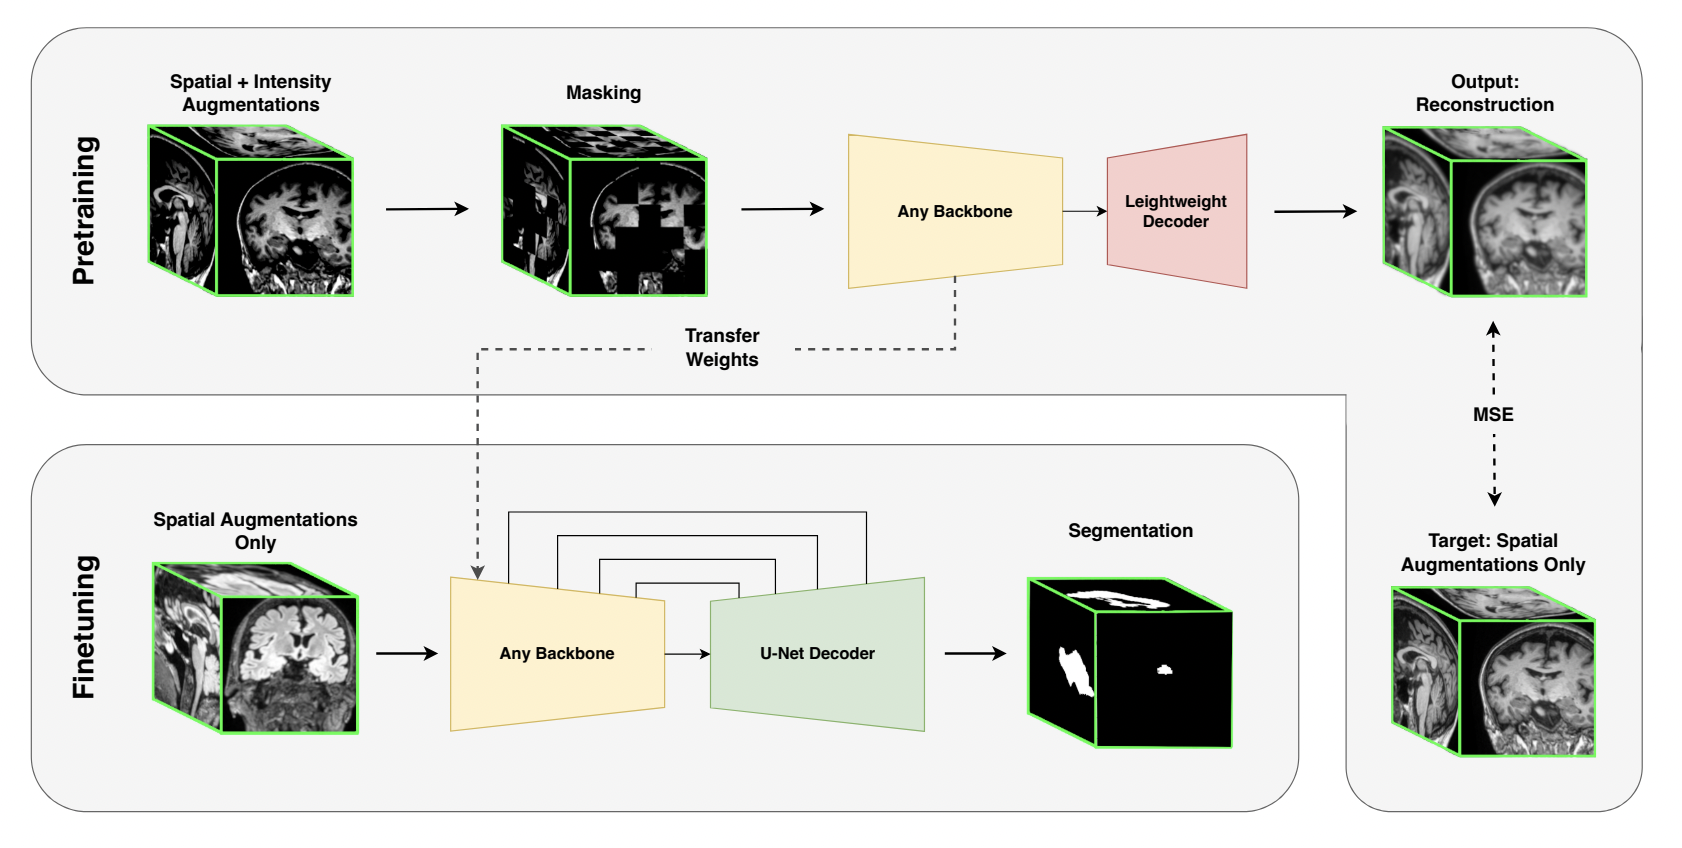 Pretraining
Spatial + Intensity
Augmentations
Masking
Any Backbone
Leightweight
Decoder
Output:
Reconstruction
Transfer
Weights
MSE
Target: Spatial
Augmentations Only
Finetuning
Spatial Augmentations
Only
Any Backbone
U-Net Decoder
Segmentation